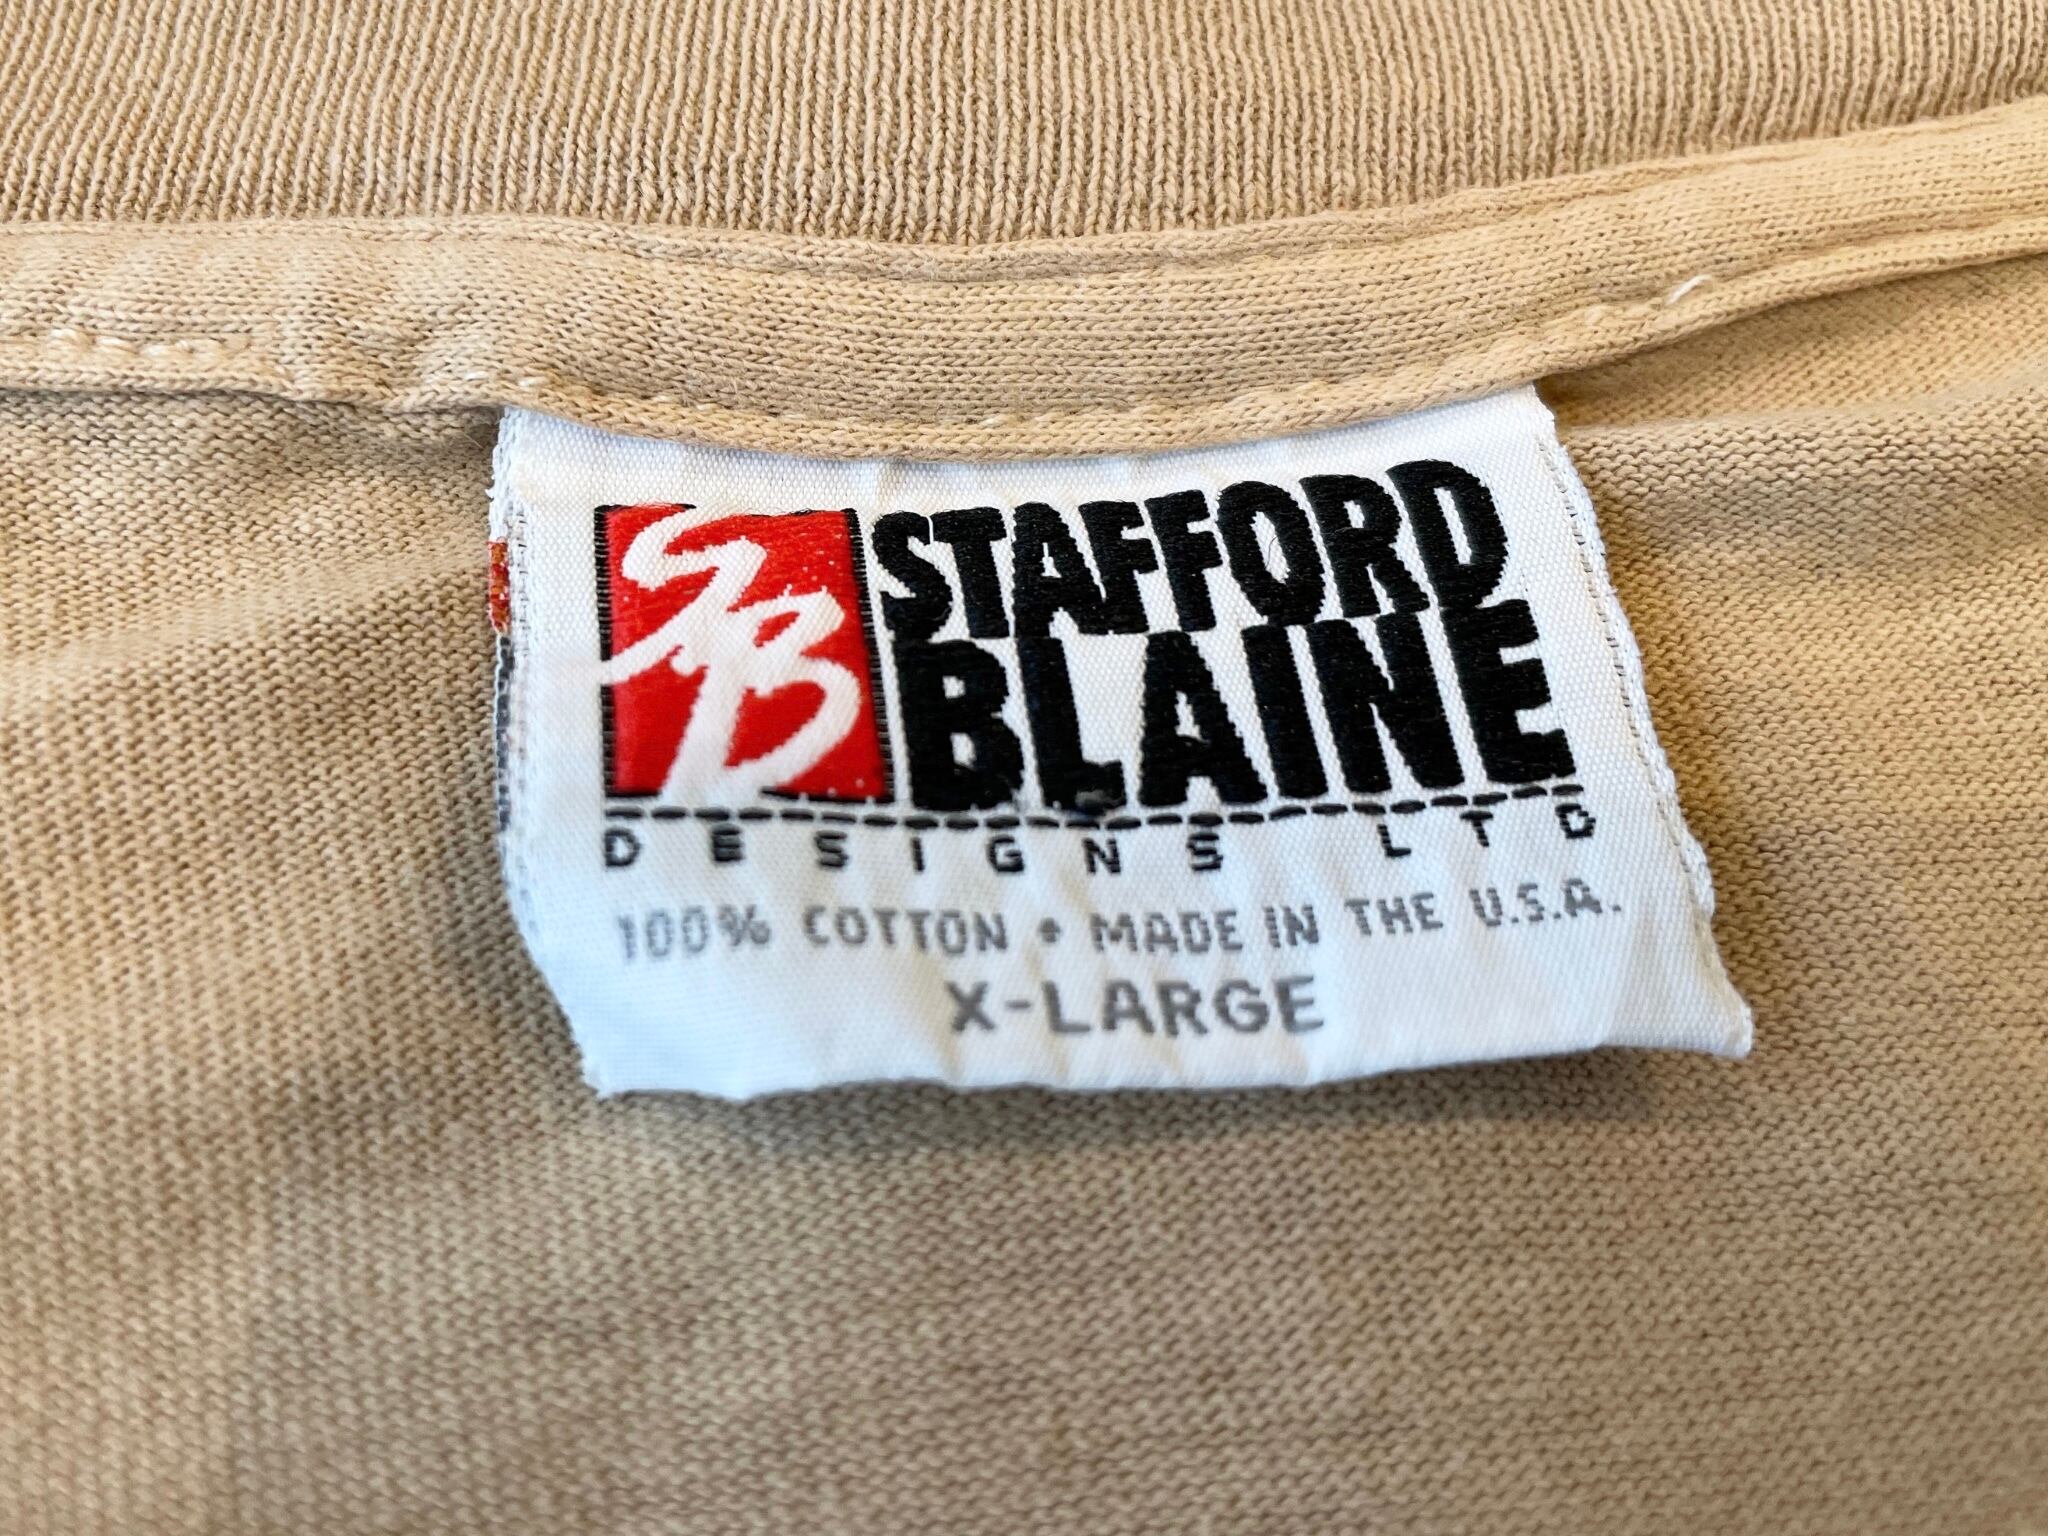 SB
STAFFORD
BLAINE
DESIGNS LTD
100% COTTON • MADE IN THE U.S.A.
X-LARGE